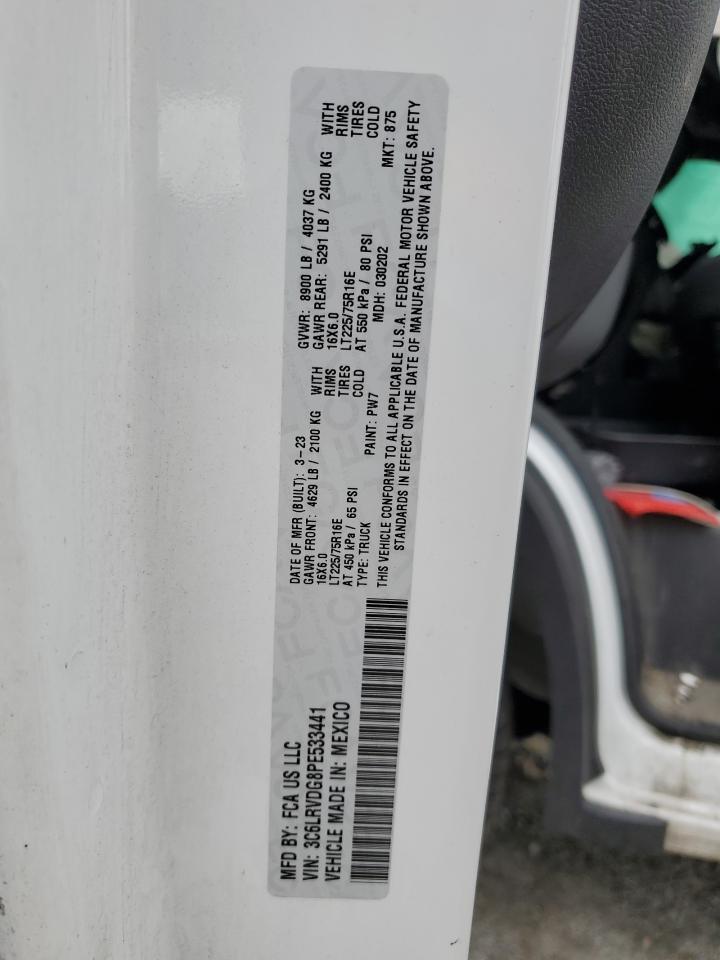 MFD BY: FCA US LLC
VIN: 3C6LRVDG8PE533441
VEHICLE MADE IN: MEXICO
DATE OF MFR (BUILT): 3-23
GAWR FRONT: 4629 LB / 2100 KG WITH
16X6.0 RIMS
LT225/75R16E TIRES
AT 450 kPa / 65 PSI COLD
TYPE: TRUCK PAINT: PW7
GVWR: 8900 LB / 4037 KG
GAWR REAR: 5291 LB / 2400 KG WITH
16X6.0 RIMS
LT225/75R16E TIRES
AT 550 kPa / 80 PSI COLD
MDH: 030202 MKT: 875
THIS VEHICLE CONFORMS TO ALL APPLICABLE U.S.A. FEDERAL MOTOR VEHICLE SAFETY
STANDARDS IN EFFECT ON THE DATE OF MANUFACTURE SHOWN ABOVE.